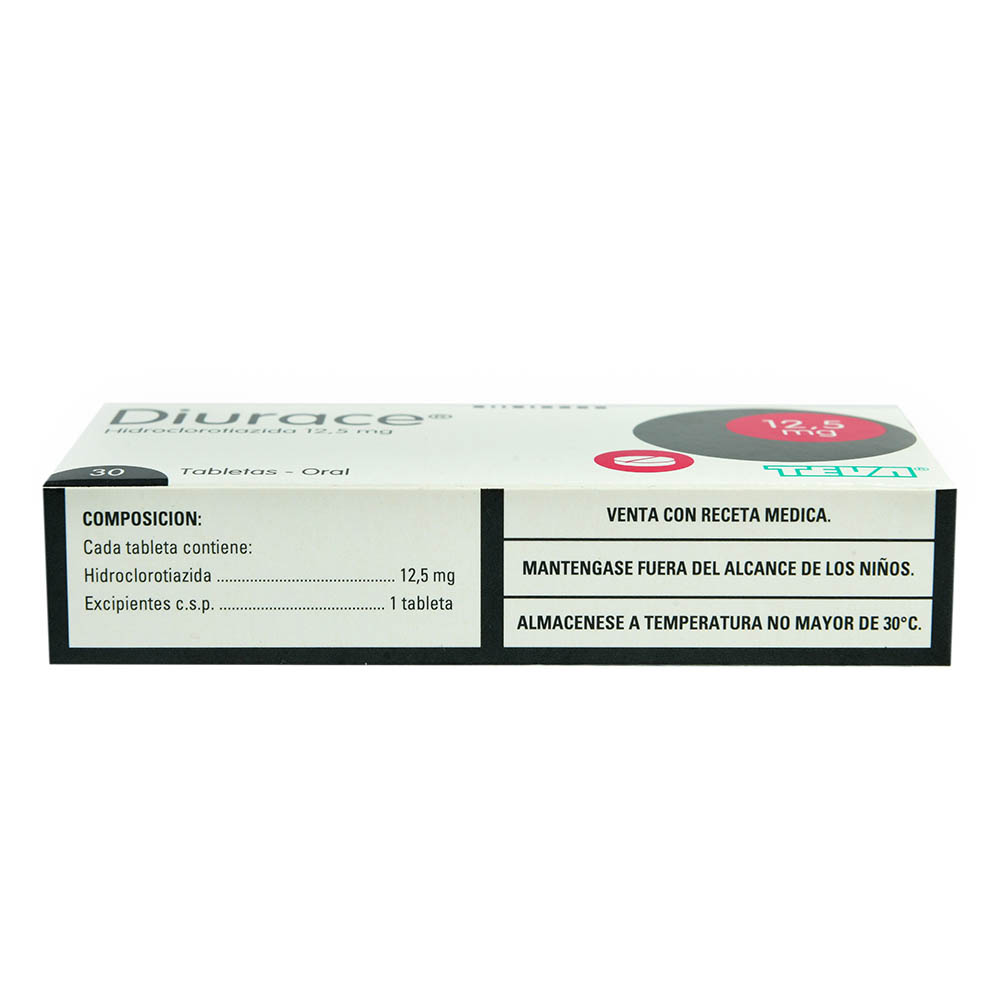 Diurace®
Hidroclorotiazida 12,5 mg
12,5
mg
30
Tabletas - Oral
COMPOSICION:
Cada tableta contiene:
Hidroclorotiazida ........................................ 12,5 mg
Excipientes c.s.p. ..................................... 1 tableta
VENTA CON RECETA MEDICA.
MANTENGASE FUERA DEL ALCANCE DE LOS NIÑOS.
ALMACENESE A TEMPERATURA NO MAYOR DE 30°C.